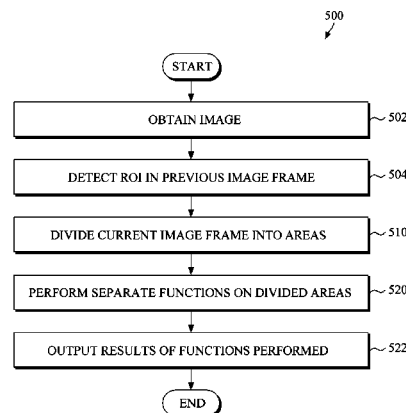 500
START
OBTAIN IMAGE
502
DETECT ROI IN PREVIOUS IMAGE FRAME
504
DIVIDE CURRENT IMAGE FRAME INTO AREAS
510
PERFORM SEPARATE FUNCTIONS ON DIVIDED AREAS
520
OUTPUT RESULTS OF FUNCTIONS PERFORMED
522
END